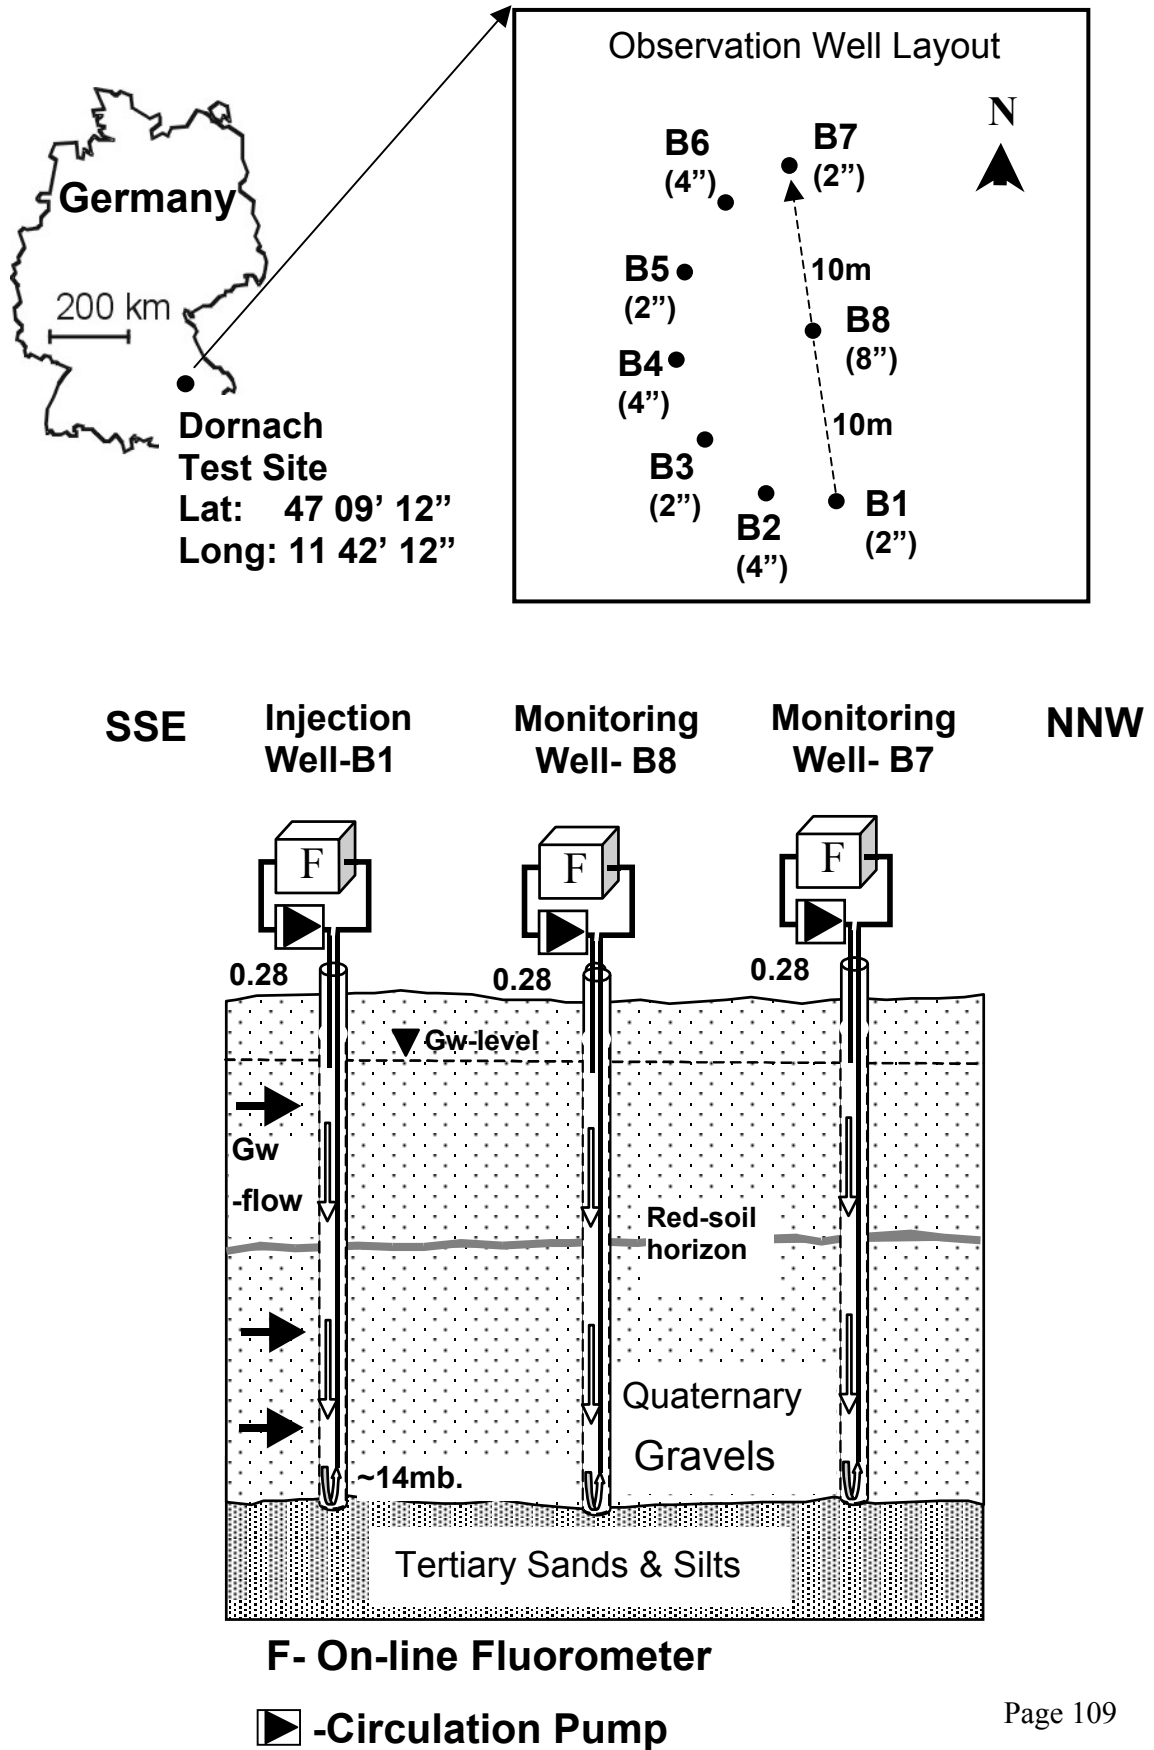 Observation Well Layout
N
B7
(2”)
B6
(4”)
Germany
B5
(2”)
10m
200 km
B8
(8”)
B4
(4”)
10m
Dornach
Test Site
Lat: 47 09’ 12”
Long: 11 42’ 12”
B3
(2”)
B1
(2”)
B2
(4”)
SSE
Injection
Well-B1
Monitoring
Well- B8
Monitoring
Well- B7
NNW
F
F
F
0.28
0.28
0.28
Gw-level
Gw
-flow
Red-soil
horizon
Quaternary
Gravels
~14mb.
Tertiary Sands & Silts
F- On-line Fluorometer
-Circulation Pump
Page 109